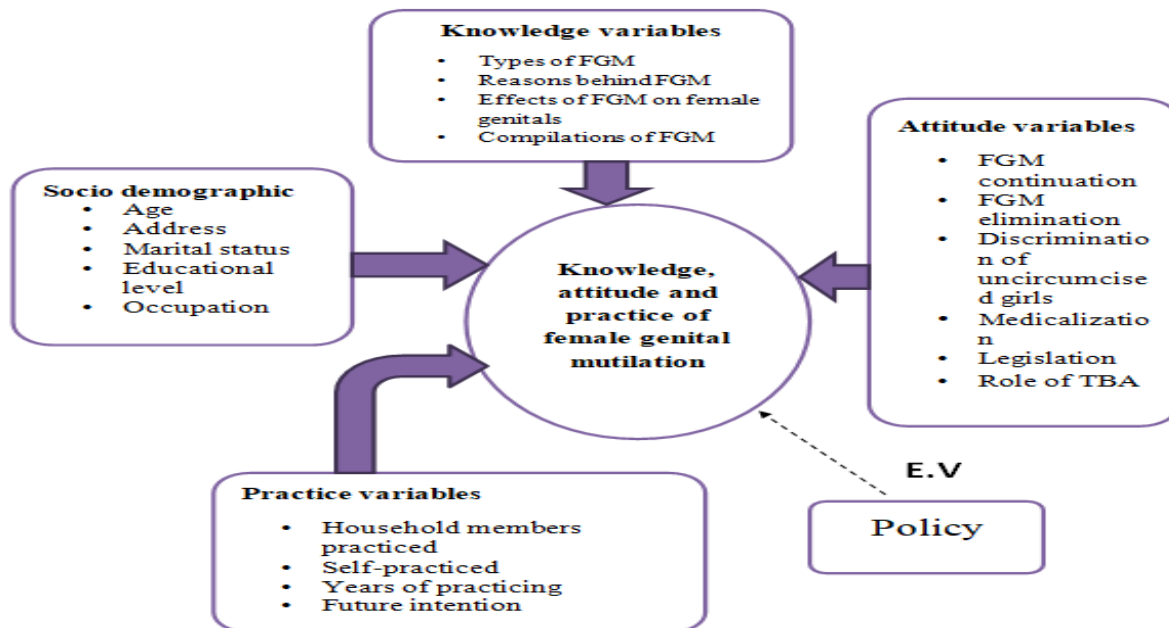 Knowledge variables
• Types of FGM
• Reasons behind FGM
• Effects of FGM on female
genitals
• Compilations of FGM
Attitude variables
• FGM
continuation
• FGM
elimination
• Discriminatio
n of
uncircumcise
d girls
• Medicalizatio
n
• Legislation
• Role of TBA
Socio demographic
• Age
• Address
• Marital status
• Educational
level
• Occupation
Knowledge,
attitude and
practice of
female genital
mutilation
Practice variables
• Household members
practiced
• Self-practiced
• Years of practicing
• Future intention
E.V
Policy